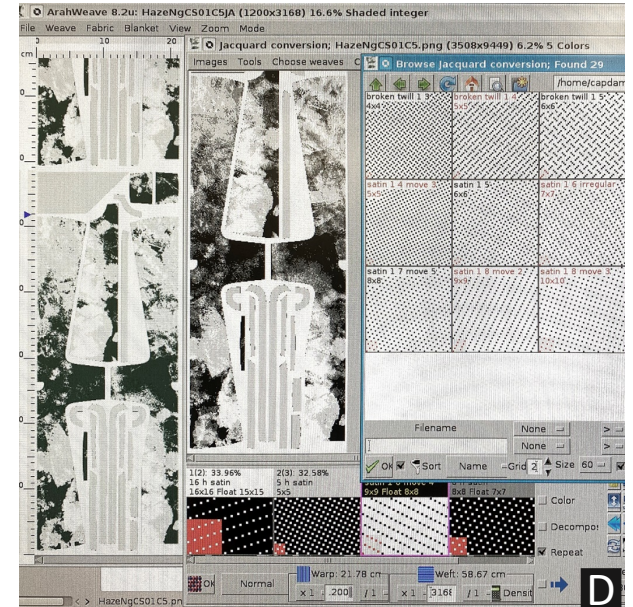 ArahWeave 8.2u: HazeNgCS01C5JA (1200x3168) 16.6% Shaded integer
File Weave Fabric Blanket View Zoom Mode
cm
10
20
Jacquard conversion; HazeNgCS01C5.png (3508x9449) 6.2% 5 Colors
Images Tools Choose weaves
Browse Jacquard conversion; Found 29
/home/capdam
broken twill 1 3
4x4
broken twill 1 4
5x5
broken twill 1 5
6x6
satin 1 4 move 3
5x5
satin 1 5
6x6
satin 1 6 irregular
7x7
satin 1 7 move 5
8x8
satin 1 8 move 2
9x9
satin 1 8 move 3
10x10
Filename
None
None
OK Sort Name Grid 2 Size 60
1(2): 33.96%
16 h satin
16x16 Float 15x15
2(3): 32.58%
5 h satin
5x5
9x9 Float 8x8
8x8 Float 7x7
Color
Decompo
Repeat
OK Normal
Warp: 21.78 cm
x 1 200 / 1
Weft: 58.67 cm
x 1 3168 / 1 Densit
HazeNgCS01C5.pn
D